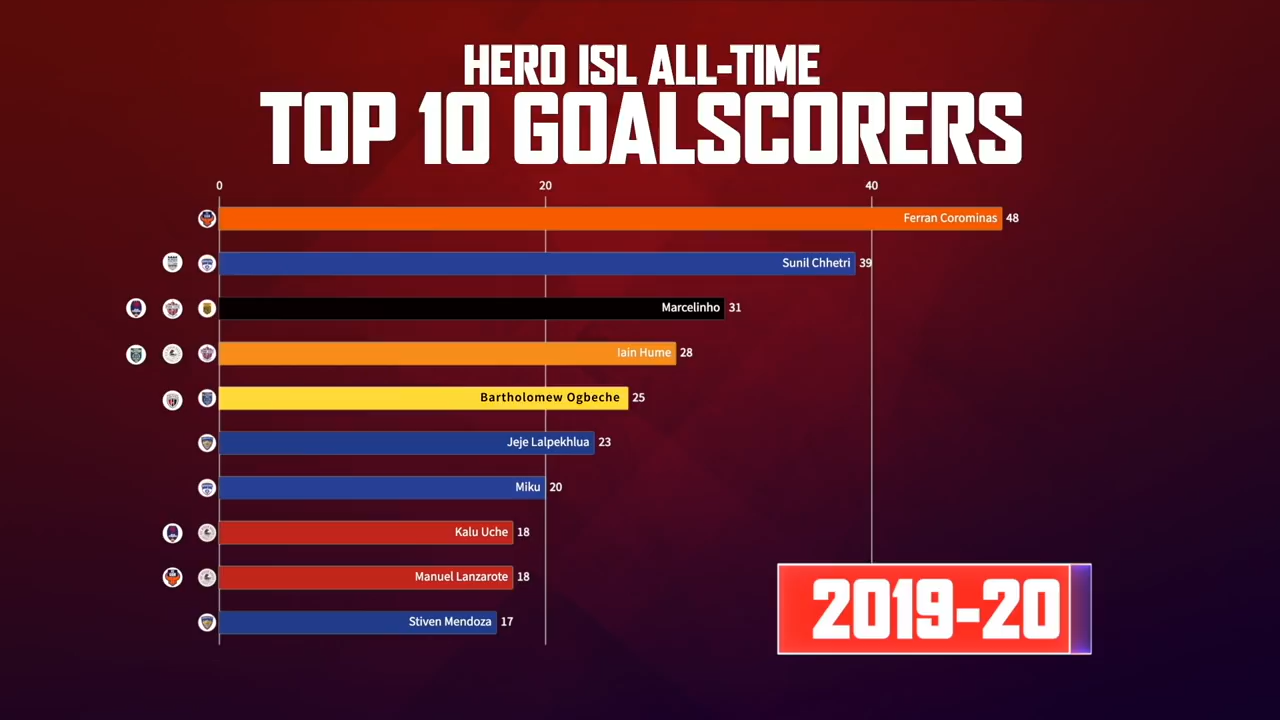 HERO ISL ALL-TIME
TOP 10 GOALSCORERS
0 20 40
Ferran Corominas 48
Sunil Chhetri 39
Marcelinho 31
Iain Hume 28
Bartholomew Ogbeche 25
Jeje Lalpekhlua 23
Miku 20
Kalu Uche 18
Manuel Lanzarote 18
Stiven Mendoza 17
2019-20